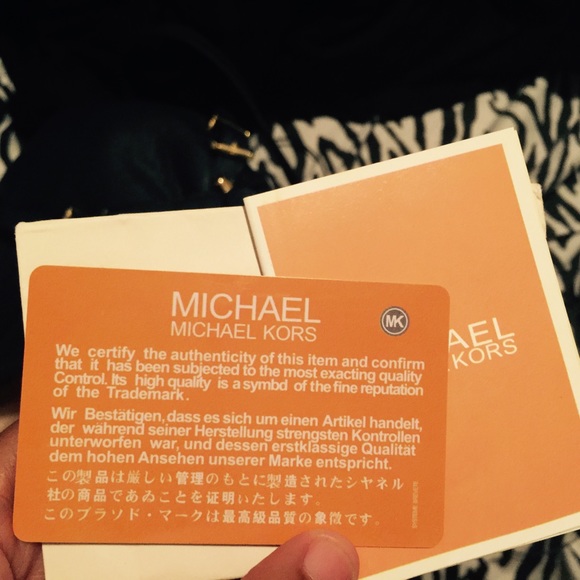 MICHAEL
MICHAEL KORS
MK
We certify the authenticity of this item and confirm
that it has been subjected to the most exacting quality
Control. Its high quality is a symbd of the fine reputation
of the Trademark.
Wir Bestätigen, dass es sich um einen Artikel handelt,
der während seiner Herstellung strengsten Kontrollen
unterworfen war, und dessen erstklässige Qualität
dem hohen Ansehen unserer Marke entspricht.
この製品は厳しい管理のもとに製造されたシヤネル
社の商品であゐことを证明いたします。
このブラソド・マークは最高級品質の象徴です。
AEL
KORS